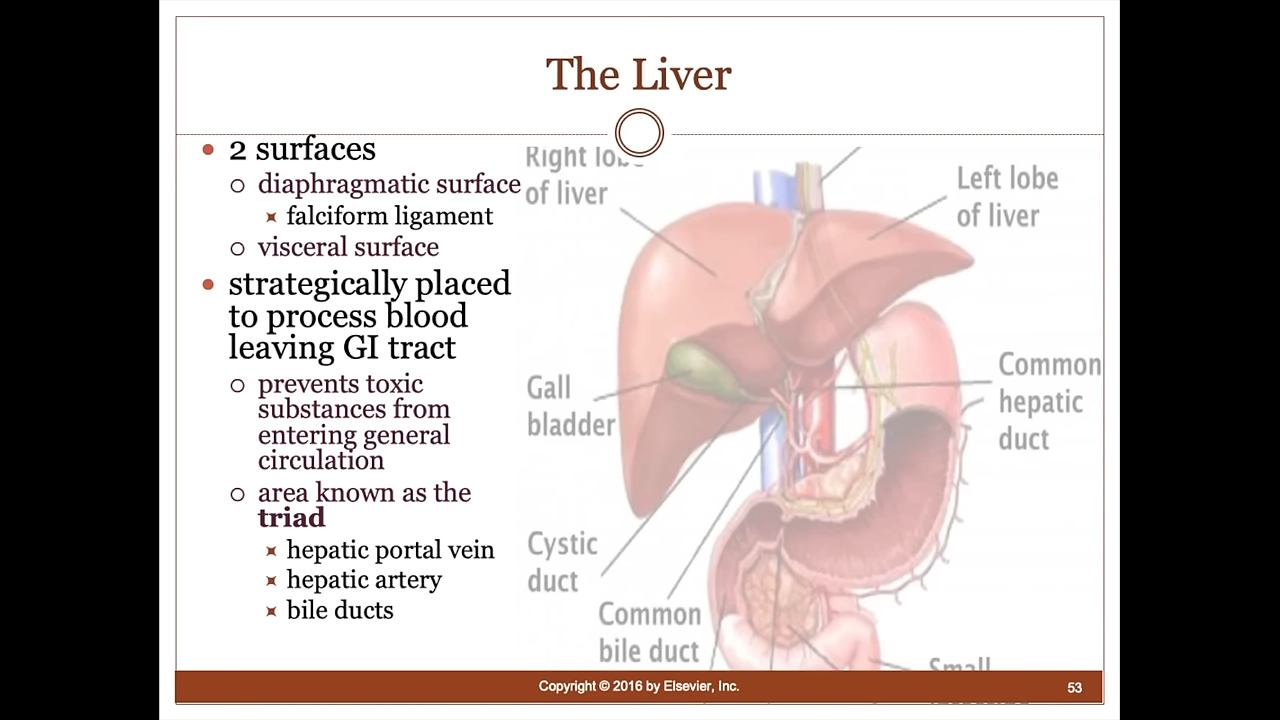 The Liver
2 surfaces
diaphragmatic surface
falciform ligament
visceral surface
strategically placed
to process blood
leaving GI tract
prevents toxic
substances from
entering general
circulation
area known as the
triad
hepatic portal vein
hepatic artery
bile ducts
Right
of liver
Left lobe
of liver
Gall
bladder
Common
hepatic
duct
Cystic
duct
Common
bile duct
Small
Copyright © 2016 by Elsevier, Inc.
53